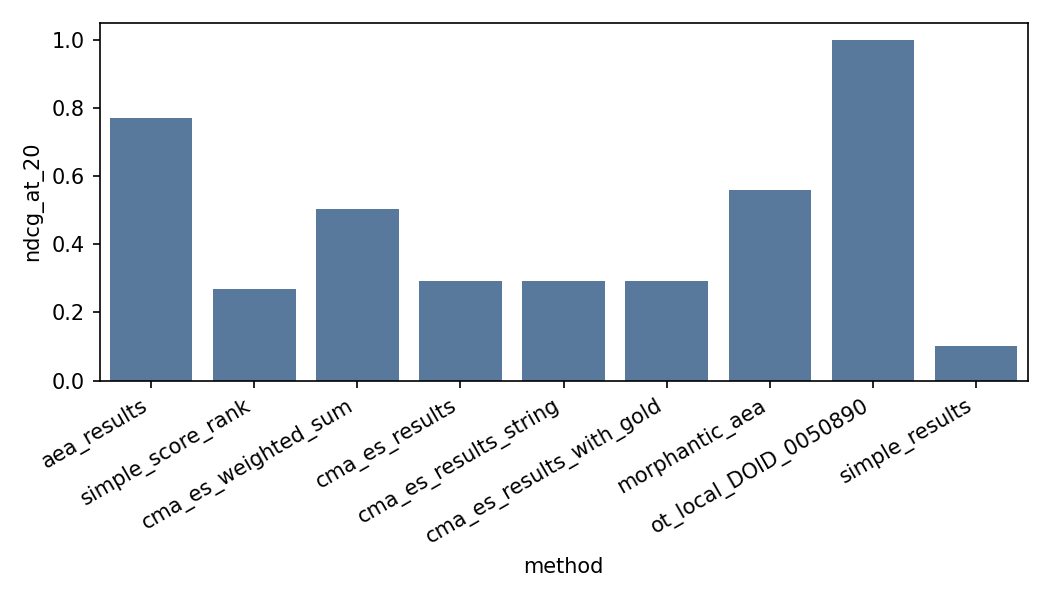 ndcg_at_20
1.0
0.8
0.6
0.4
0.2
0.0
aea_results
simple_score_rank
cma_es_weighted_sum
cma_es_results
cma_es_results_string
cma_es_results_with_gold
morphantic_aea
ot_local_DOID_0050890
simple_results
method